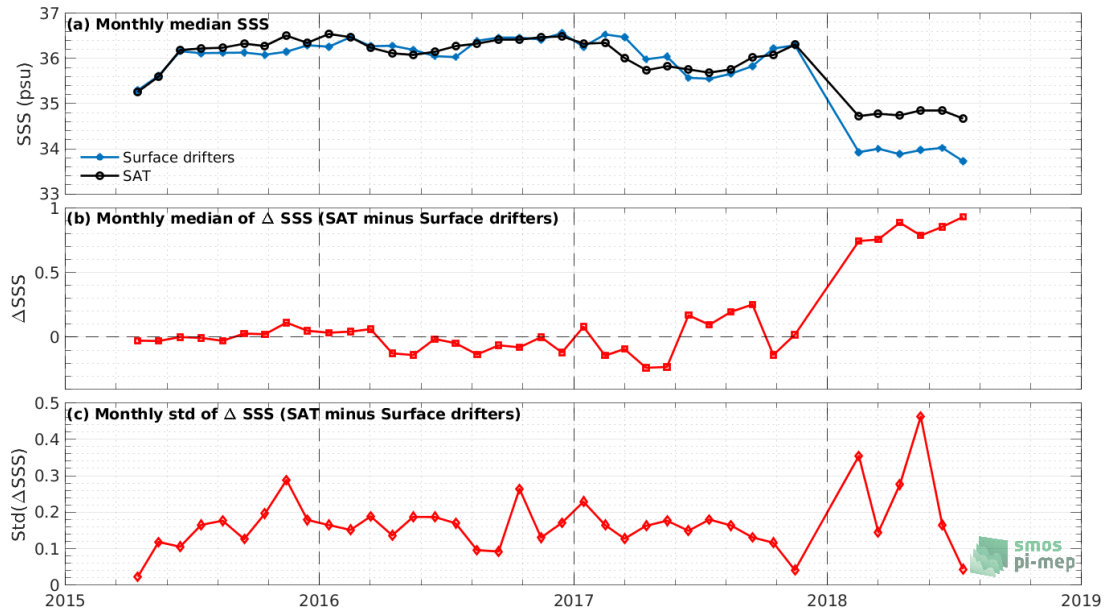 (a) Monthly median SSS
37
36
35
34
33
SSS (psu)
Surface drifters
SAT
(b) Monthly median of Δ SSS (SAT minus Surface drifters)
1
0.5
0
ΔSSS
(c) Monthly std of Δ SSS (SAT minus Surface drifters)
0.5
0.4
0.3
0.2
0.1
0
Std(ΔSSS)
2015
2016
2017
2018
2019
smos
pi-mep